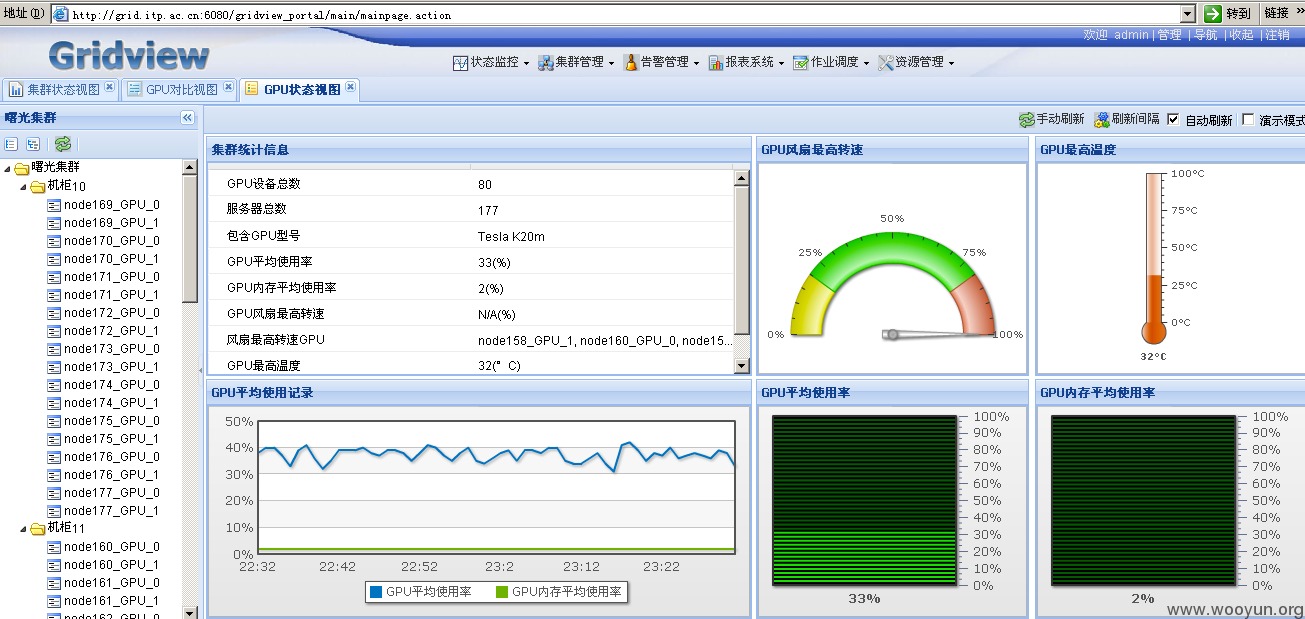 地址(D) http://grid.itp.ac.cn:6080/gridview_portal/main/mainpage.action 转到 链接 »
欢迎 admin | 管理 | 导航 | 收起 | 注销
Gridview
状态监控 集群管理 告警管理 报表系统 作业调度 资源管理
集群状态视图 GPU对比视图 GPU状态视图
曙光集群 «
手动刷新 刷新间隔 自动刷新 演示模式
曙光集群
机柜10
node169_GPU_0
node169_GPU_1
node170_GPU_0
node170_GPU_1
node171_GPU_0
node171_GPU_1
node172_GPU_0
node172_GPU_1
node173_GPU_0
node173_GPU_1
node174_GPU_0
node174_GPU_1
node175_GPU_0
node175_GPU_1
node176_GPU_0
node176_GPU_1
node177_GPU_0
node177_GPU_1
机柜11
node160_GPU_0
node160_GPU_1
node161_GPU_0
node161_GPU_1
node162_GPU_0
集群统计信息
GPU设备总数 80
服务器总数 177
包含GPU型号 Tesla K20m
GPU平均使用率 33(%)
GPU内存平均使用率 2(%)
GPU风扇最高转速 N/A(%)
风扇最高转速GPU node158_GPU_1, node160_GPU_0, node15...
GPU最高温度 32(° C)
GPU风扇最高转速
0%
25%
50%
75%
100%
GPU最高温度
100°C
75°C
50°C
25°C
0°C
32°C
GPU平均使用记录
50%
40%
30%
20%
10%
0%
22:32 22:42 22:52 23:2 23:12 23:22
GPU平均使用率 GPU内存平均使用率
GPU平均使用率
100%
90%
80%
70%
60%
50%
40%
30%
20%
10%
0%
33%
GPU内存平均使用率
100%
90%
80%
70%
60%
50%
40%
30%
20%
10%
0%
2%
www.wooyun.org